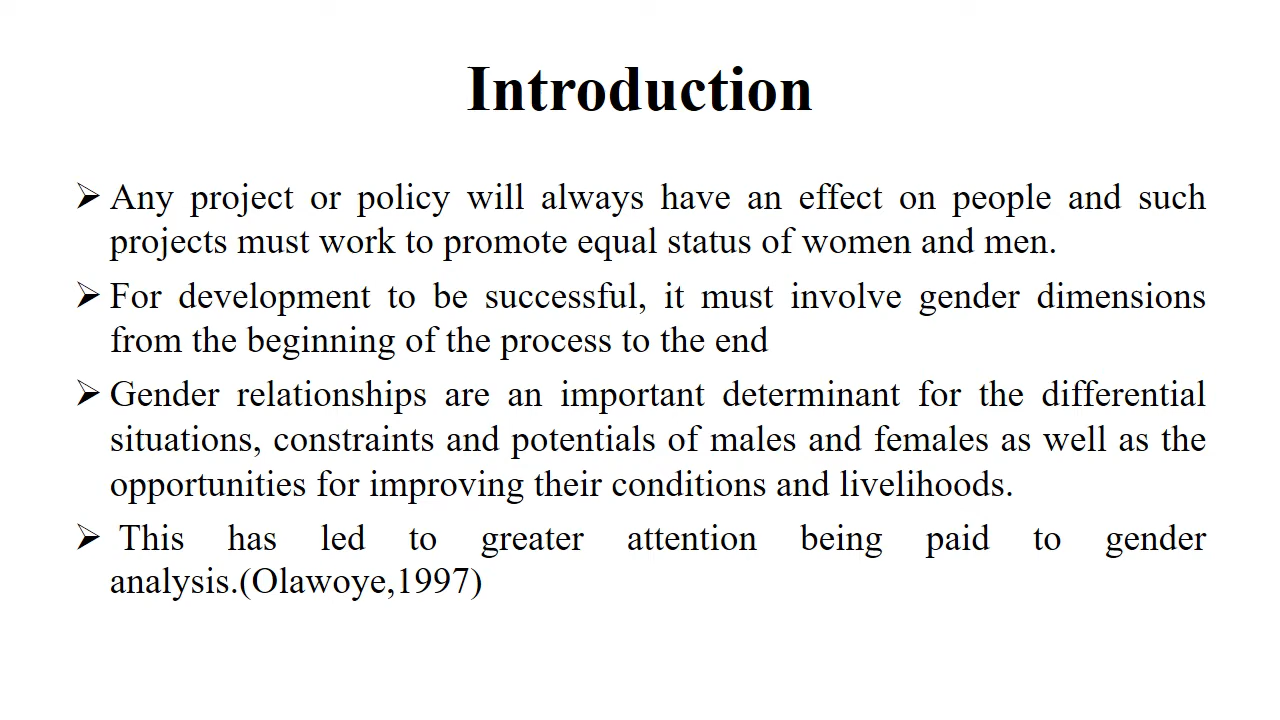 Introduction
➢ Any project or policy will always have an effect on people and such
projects must work to promote equal status of women and men.
➢ For development to be successful, it must involve gender dimensions
from the beginning of the process to the end
➢ Gender relationships are an important determinant for the differential
situations, constraints and potentials of males and females as well as the
opportunities for improving their conditions and livelihoods.
➢ This has led to greater attention being paid to gender
analysis.(Olawoye,1997)